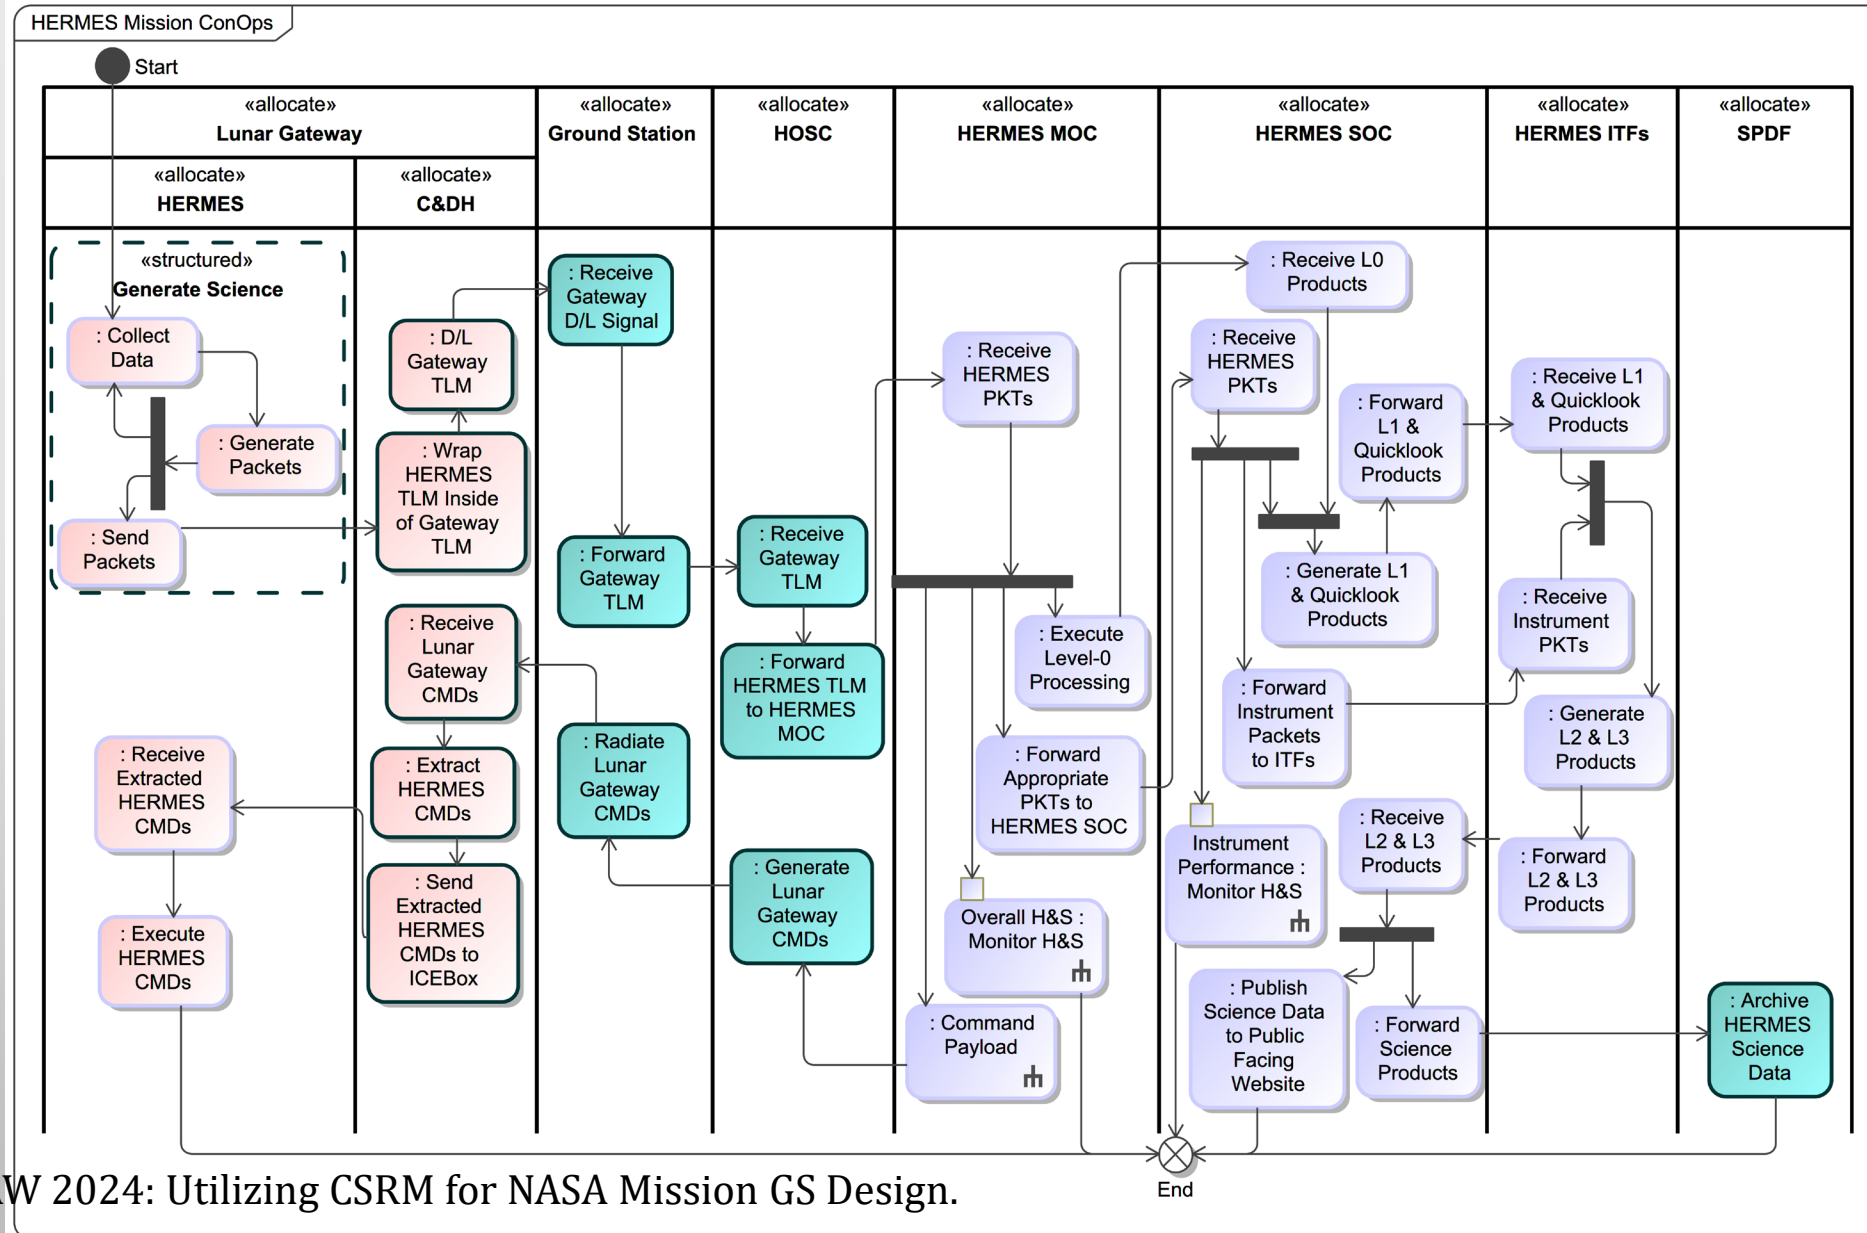 HERMES Mission ConOps
Start
«allocate»
Lunar Gateway
«allocate»
Ground Station
«allocate»
HOSC
«allocate»
HERMES MOC
«allocate»
HERMES SOC
«allocate»
HERMES ITFs
«allocate»
SPDF
«allocate»
HERMES
«allocate»
C&DH
«structured»
Generate Science
: Collect
Data
: Generate
Packets
: Send
Packets
: Receive
Extracted
HERMES
CMDs
: Execute
HERMES
CMDs
: D/L
Gateway
TLM
: Wrap
HERMES
TLM Inside
of Gateway
TLM
: Receive
Lunar
Gateway
CMDs
: Extract
HERMES
CMDs
: Send
Extracted
HERMES
CMDs to
ICEBox
: Receive
Gateway
D/L Signal
: Forward
Gateway
TLM
: Radiate
Lunar
Gateway
CMDs
: Receive
Gateway
TLM
: Forward
HERMES TLM
to HERMES
MOC
: Generate
Lunar
Gateway
CMDs
: Receive
HERMES
PKTs
: Execute
Level-0
Processing
: Forward
Appropriate
PKTs to
HERMES SOC
Overall H&S :
Monitor H&S
: Command
Payload
: Receive L0
Products
: Receive
HERMES
PKTs
: Forward
L1 &
Quicklook
Products
: Generate L1
& Quicklook
Products
: Forward
Instrument
Packets
to ITFs
Instrument
Performance :
Monitor H&S
: Receive
L2 & L3
Products
: Publish
Science Data
to Public
Facing
Website
: Forward
Science
Products
: Receive L1
& Quicklook
Products
: Receive
Instrument
PKTs
: Generate
L2 & L3
Products
: Forward
L2 & L3
Products
: Archive
HERMES
Science
Data
End
W 2024: Utilizing CSRM for NASA Mission GS Design.